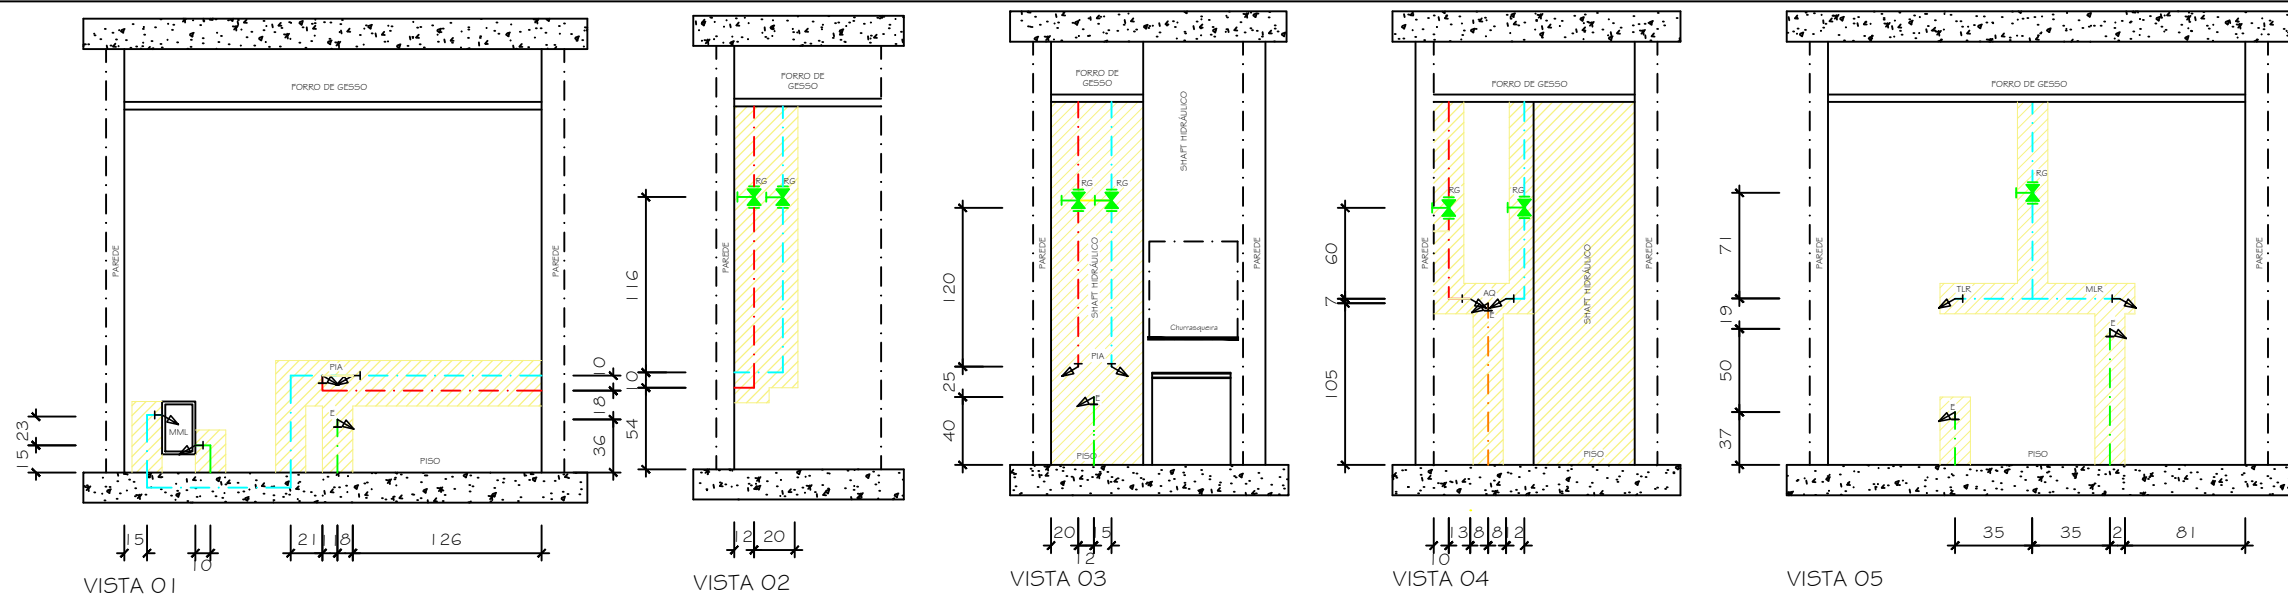 FORRO DE GESSO
PAREDE
PAREDE
PIA
E
MML
PISO
15
23
10
18
36
15
10
21
18
126
VISTA 01
FORRO DE
GESSO
RG
RG
PAREDE
116
10
54
12
20
VISTA 02
FORRO DE
GESSO
SHAFT HIDRÁULICO
RG
RG
PAREDE
SHAFT HIDRÁULICO
PAREDE
Churrasqueira
PIA
E
PISO
120
25
40
20
12
15
VISTA 03
FORRO DE GESSO
RG
RG
PAREDE
SHAFT HIDRÁULICO
PAREDE
AQ
E
PISO
60
7
105
10
13
8
8
12
VISTA 04
FORRO DE GESSO
RG
PAREDE
PAREDE
TLR
MLR
E
E
PISO
71
19
50
37
35
35
81
VISTA 05